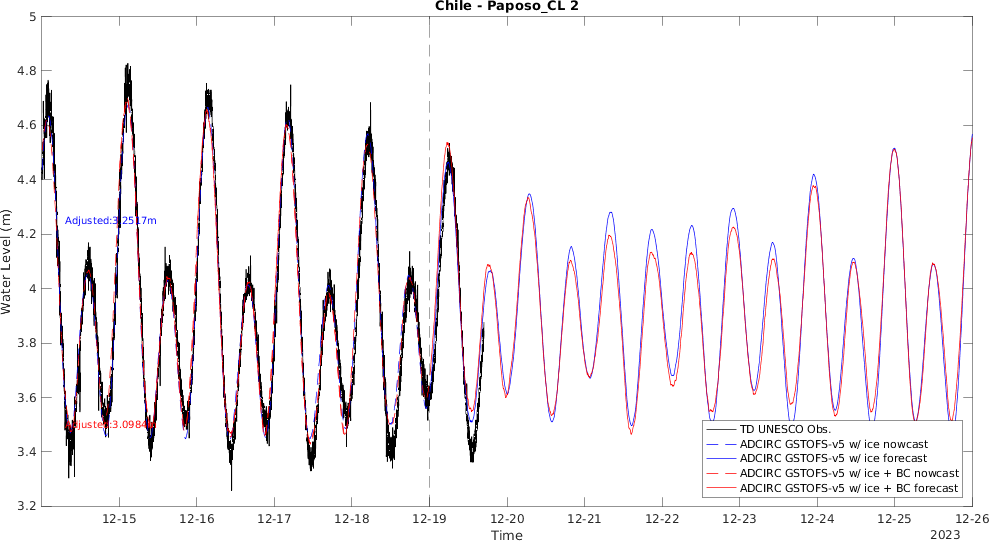 Chile - Paposo_CL 2
Water Level (m)
5
4.8
4.6
4.4
4.2
4
3.8
3.6
3.4
3.2
Adjusted:3.2517m
Adjusted:3.0984m
TD UNESCO Obs.
ADCIRC GSTOFS-v5 w/ ice nowcast
ADCIRC GSTOFS-v5 w/ ice forecast
ADCIRC GSTOFS-v5 w/ ice + BC nowcast
ADCIRC GSTOFS-v5 w/ ice + BC forecast
12-15 12-16 12-17 12-18 12-19 12-20 12-21 12-22 12-23 12-24 12-25 12-26
Time
2023